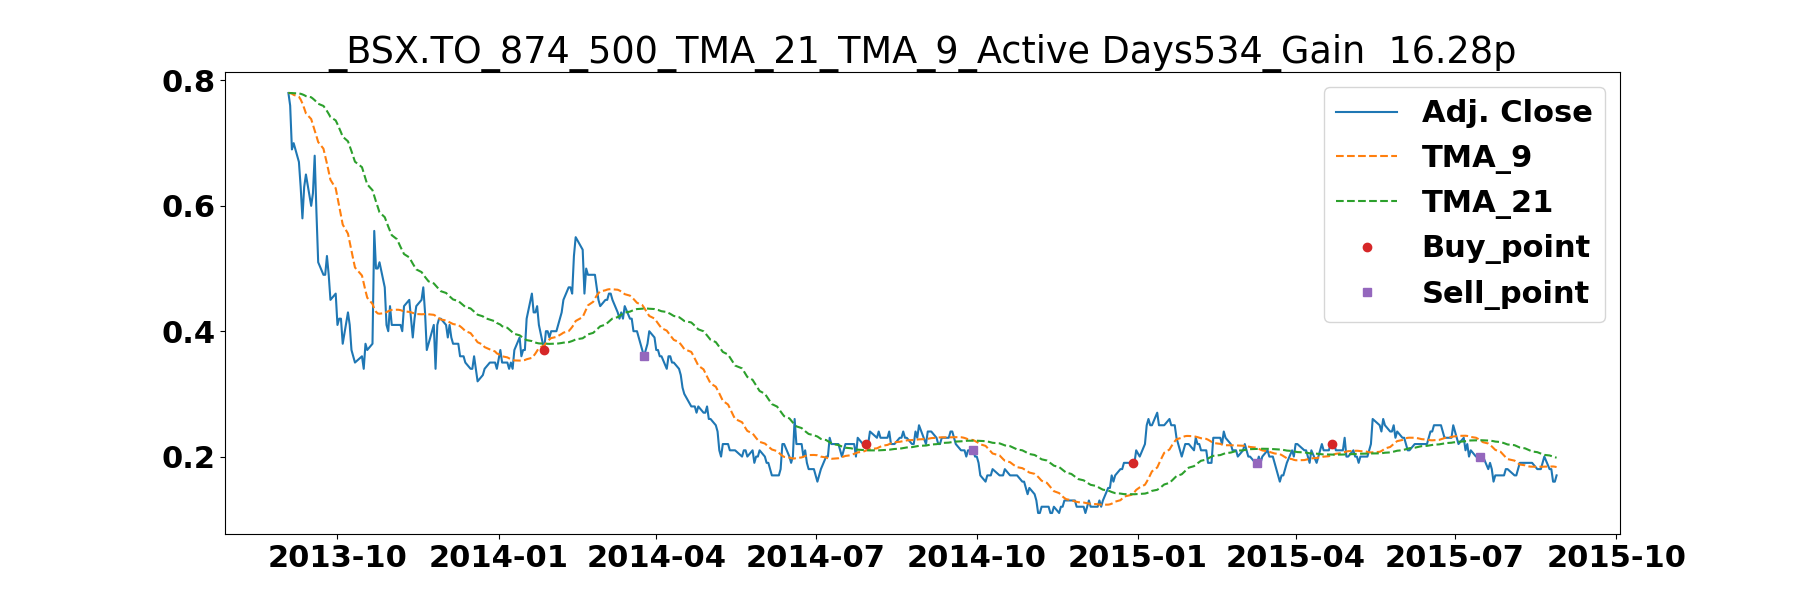 _BSX.TO_874_500_TMA_21_TMA_9_Active Days534_Gain  16.28p
0.8
0.6
0.4
0.2
Adj. Close
TMA_9
TMA_21
Buy_point
Sell_point
2013-10 2014-01 2014-04 2014-07 2014-10 2015-01 2015-04 2015-07 2015-10